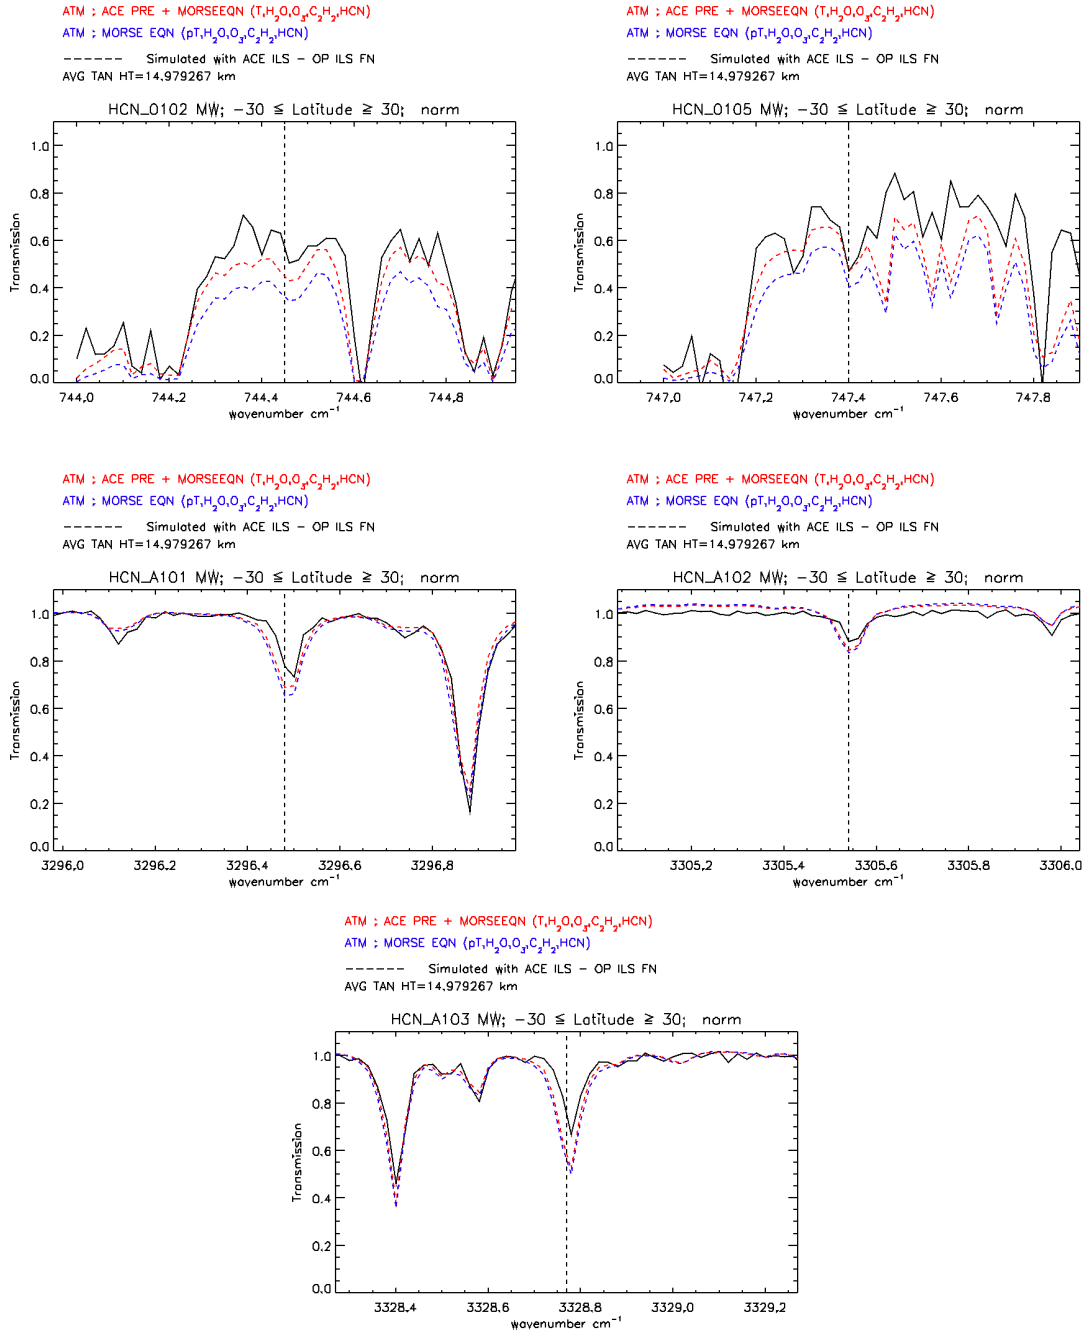 ATM ; ACE PRE + MORSEEQN (T,H2O,O3,C2H2,HCN)
ATM ; MORSE EQN (pT,H2O,O3,C2H2,HCN)
------- Simulated with ACE ILS - OP ILS FN
AVG TAN HT=14.979267 km
HCN_0102 MW; -30 ≦ Latitude ≧ 30; norm
Transmission
1.0
0.8
0.6
0.4
0.2
0.0
744.0 744.2 744.4 744.6 744.8
wavenumber cm-1
ATM ; ACE PRE + MORSEEQN (T,H2O,O3,C2H2,HCN)
ATM ; MORSE EQN (pT,H2O,O3,C2H2,HCN)
------- Simulated with ACE ILS - OP ILS FN
AVG TAN HT=14.979267 km
HCN_0105 MW; -30 ≦ Latitude ≧ 30; norm
Transmission
1.0
0.8
0.6
0.4
0.2
0.0
747.0 747.2 747.4 747.6 747.8
wavenumber cm-1
ATM ; ACE PRE + MORSEEQN (T,H2O,O3,C2H2,HCN)
ATM ; MORSE EQN (pT,H2O,O3,C2H2,HCN)
------- Simulated with ACE ILS - OP ILS FN
AVG TAN HT=14.979267 km
HCN_A101 MW; -30 ≦ Latitude ≧ 30; norm
Transmission
1.0
0.8
0.6
0.4
0.2
0.0
3296.0 3296.2 3296.4 3296.6 3296.8
wavenumber cm-1
ATM ; ACE PRE + MORSEEQN (T,H2O,O3,C2H2,HCN)
ATM ; MORSE EQN (pT,H2O,O3,C2H2,HCN)
------- Simulated with ACE ILS - OP ILS FN
AVG TAN HT=14.979267 km
HCN_A102 MW; -30 ≦ Latitude ≧ 30; norm
Transmission
1.0
0.8
0.6
0.4
0.2
0.0
3305.2 3305.4 3305.6 3305.8 3306.0
wavenumber cm-1
ATM ; ACE PRE + MORSEEQN (T,H2O,O3,C2H2,HCN)
ATM ; MORSE EQN (pT,H2O,O3,C2H2,HCN)
------- Simulated with ACE ILS - OP ILS FN
AVG TAN HT=14.979267 km
HCN_A103 MW; -30 ≦ Latitude ≧ 30; norm
Transmission
1.0
0.8
0.6
0.4
0.2
0.0
3328.4 3328.6 3328.8 3329.0 3329.2
wavenumber cm-1